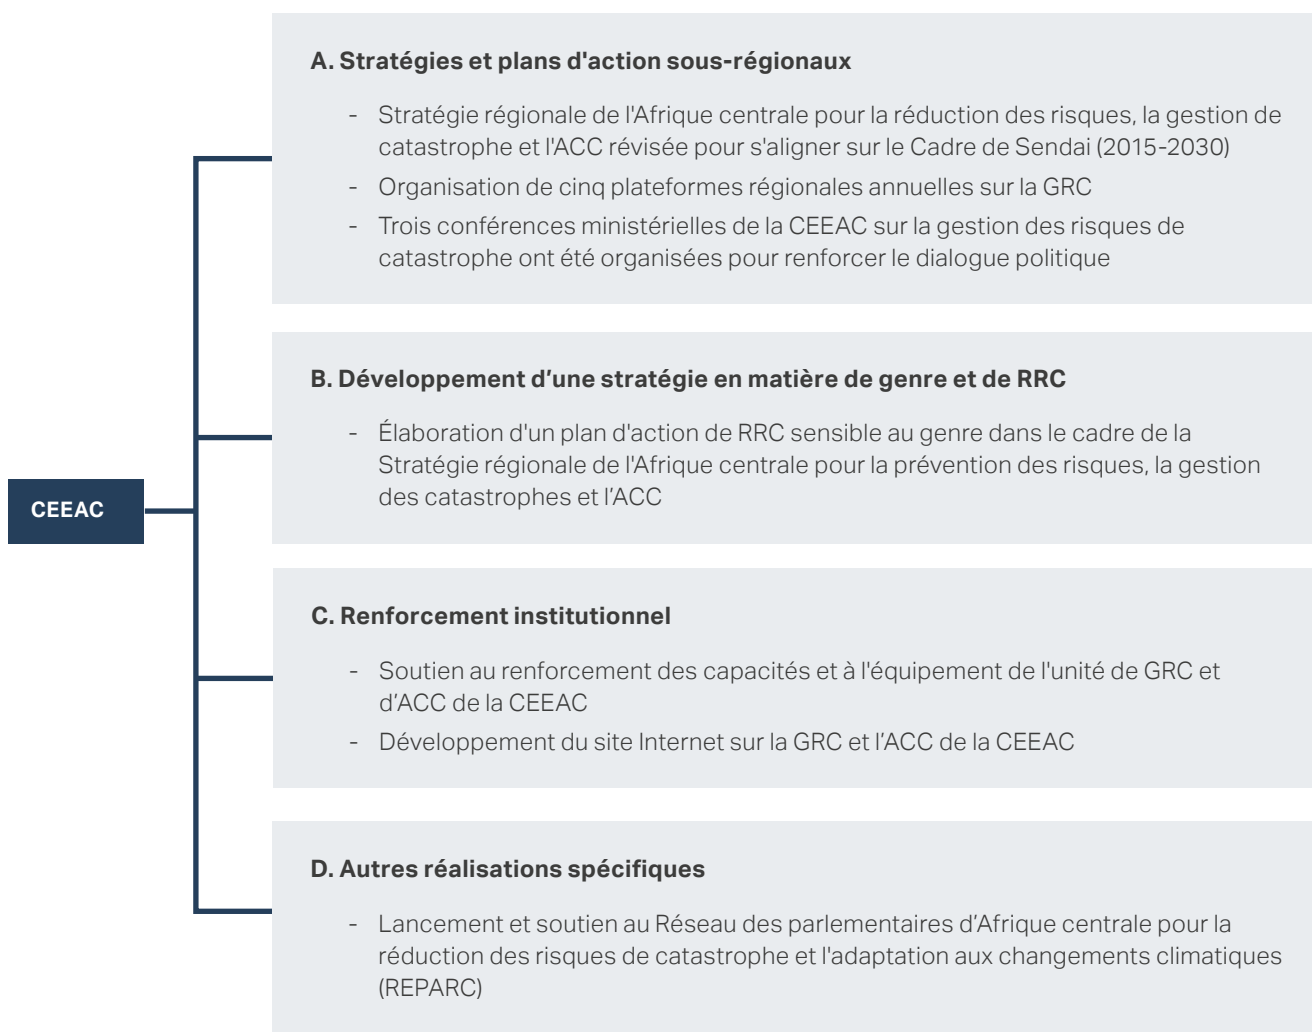 A. Stratégies et plans d'action sous-régionaux
- Stratégie régionale de l'Afrique centrale pour la réduction des risques, la gestion de
catastrophe et l'ACC révisée pour s'aligner sur le Cadre de Sendai (2015-2030)
- Organisation de cinq plateformes régionales annuelles sur la GRC
- Trois conférences ministérielles de la CEEAC sur la gestion des risques de
catastrophe ont été organisées pour renforcer le dialogue politique
B. Développement d’une stratégie en matière de genre et de RRC
- Élaboration d'un plan d'action de RRC sensible au genre dans le cadre de la
Stratégie régionale de l'Afrique centrale pour la prévention des risques, la gestion
des catastrophes et l’ACC
CEEAC
C. Renforcement institutionnel
- Soutien au renforcement des capacités et à l'équipement de l'unité de GRC et
d’ACC de la CEEAC
- Développement du site Internet sur la GRC et l’ACC de la CEEAC
D. Autres réalisations spécifiques
- Lancement et soutien au Réseau des parlementaires d’Afrique centrale pour la
réduction des risques de catastrophe et l'adaptation aux changements climatiques
(REPARC)